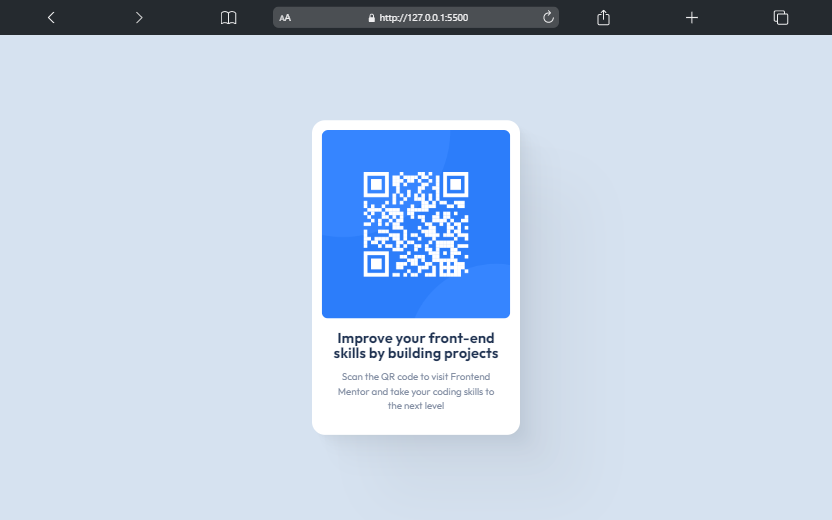 AA
http://127.0.0.1:5500
Improve your front-end
skills by building projects
Scan the QR code to visit Frontend
Mentor and take your coding skills to
the next level